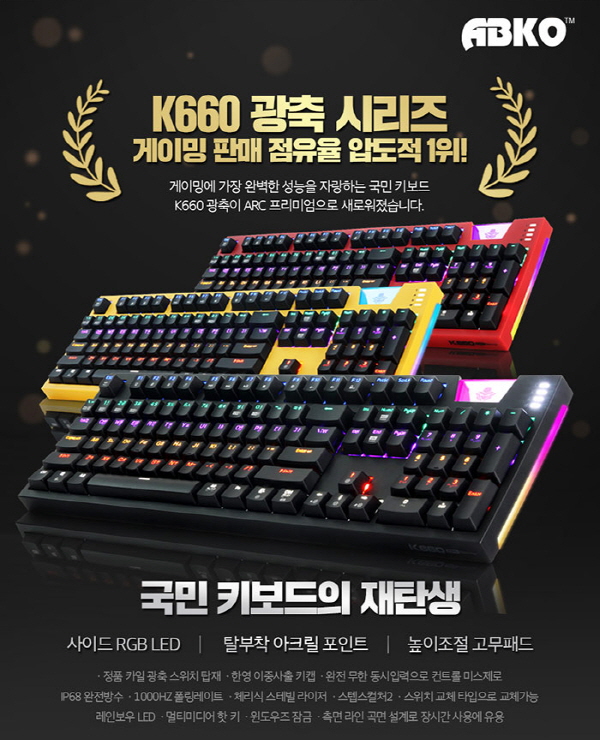 ABKO™
K660 광축 시리즈
게이밍 판매 점유율 압도적 1위!
게이밍에 가장 완벽한 성능을 자랑하는 국민 키보드
K660 광축이 ARC 프리미엄으로 새로워졌습니다.
K660
국민 키보드의 재탄생
사이드 RGB LED | 탈부착 아크릴 포인트 | 높이조절 고무패드
· 정품 카일 광축 스위치 탑재 · 한영 이중사출 키캡 · 완전 무한 동시입력으로 컨트롤 미스제로
IP68 완전방수 · 1000HZ 폴링레이트 · 체리식 스테빌 라이저 · 스텝스컬처2 · 스위치 교체 타입으로 교체가능
레인보우 LED · 멀티미디어 핫 키 · 윈도우즈 잠금 · 측면 라인 곡면 설계로 장시간 사용에 유용